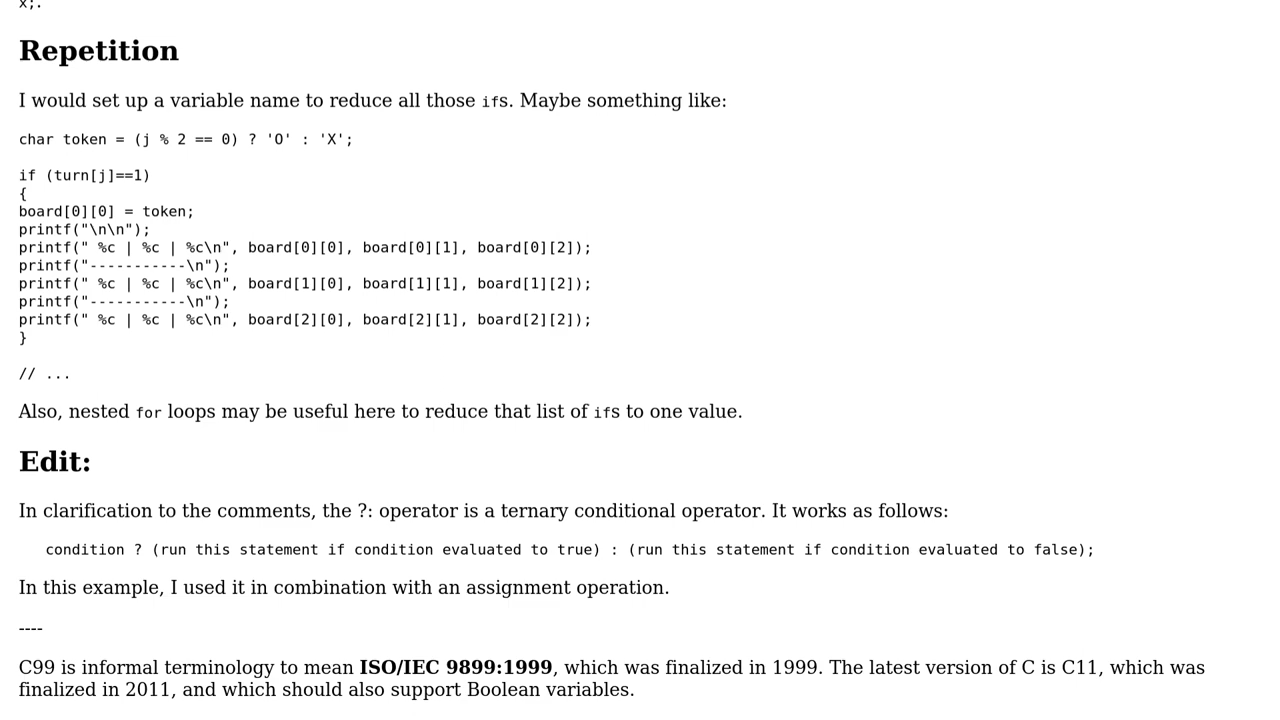 x;.
Repetition
I would set up a variable name to reduce all those ifs. Maybe something like:
char token = (j % 2 == 0) ? 'O' : 'X';
if (turn[j]==1)
{
board[0][0] = token;
printf("\n\n");
printf(" %c | %c | %c\n", board[0][0], board[0][1], board[0][2]);
printf("-----------\n");
printf(" %c | %c | %c\n", board[1][0], board[1][1], board[1][2]);
printf("-----------\n");
printf(" %c | %c | %c\n", board[2][0], board[2][1], board[2][2]);
}
// ...
Also, nested for loops may be useful here to reduce that list of ifs to one value.
Edit:
In clarification to the comments, the ?: operator is a ternary conditional operator. It works as follows:
condition ? (run this statement if condition evaluated to true) : (run this statement if condition evaluated to false);
In this example, I used it in combination with an assignment operation.
----
C99 is informal terminology to mean ISO/IEC 9899:1999, which was finalized in 1999. The latest version of C is C11, which was
finalized in 2011, and which should also support Boolean variables.